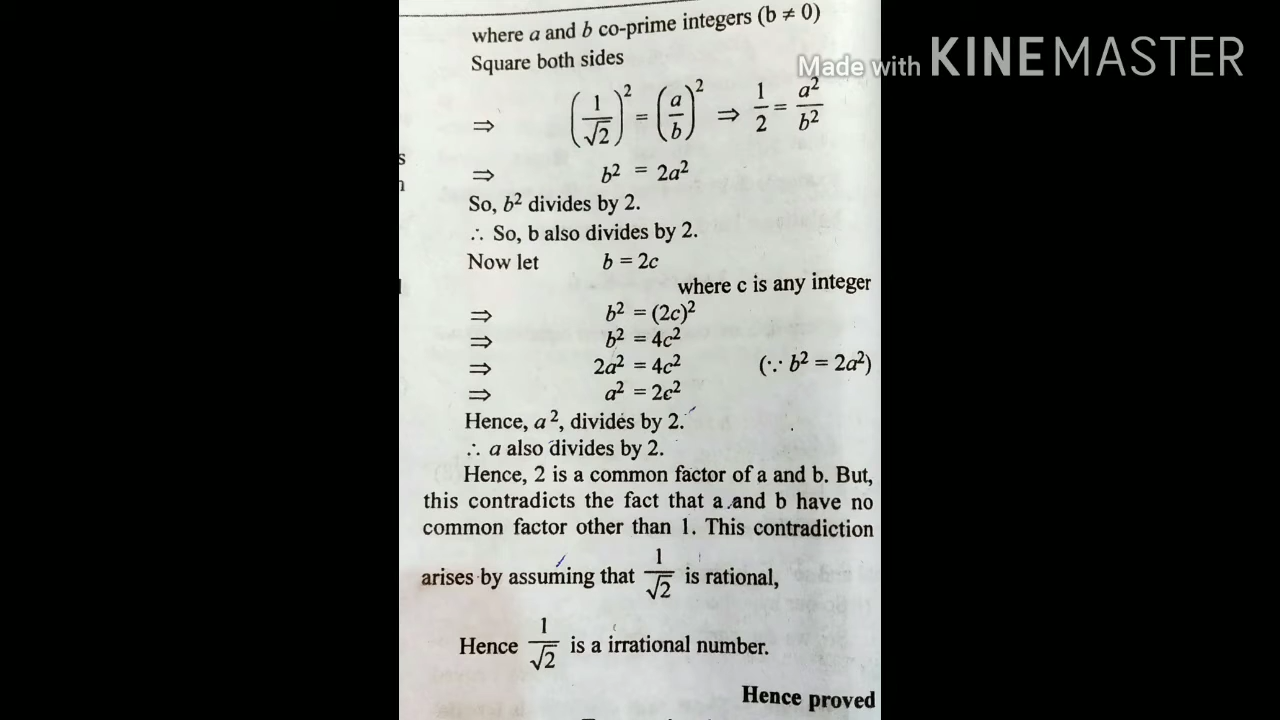 where a and b co-prime integers (b ≠ 0)
Made with KINEMASTER
Square both sides
⇒ (1/√2)² = (a/b)² ⇒ 1/2 = a²/b²
⇒ b² = 2a²
So, b² divides by 2.
∴ So, b also divides by 2.
Now let b = 2c
where c is any integer
⇒ b² = (2c)²
⇒ b² = 4c²
⇒ 2a² = 4c² (∵ b² = 2a²)
⇒ a² = 2c²
Hence, a², divides by 2.
∴ a also divides by 2.
Hence, 2 is a common factor of a and b. But,
this contradicts the fact that a and b have no
common factor other than 1. This contradiction
arises by assuming that 1/√2 is rational,
Hence 1/√2 is a irrational number.
Hence proved